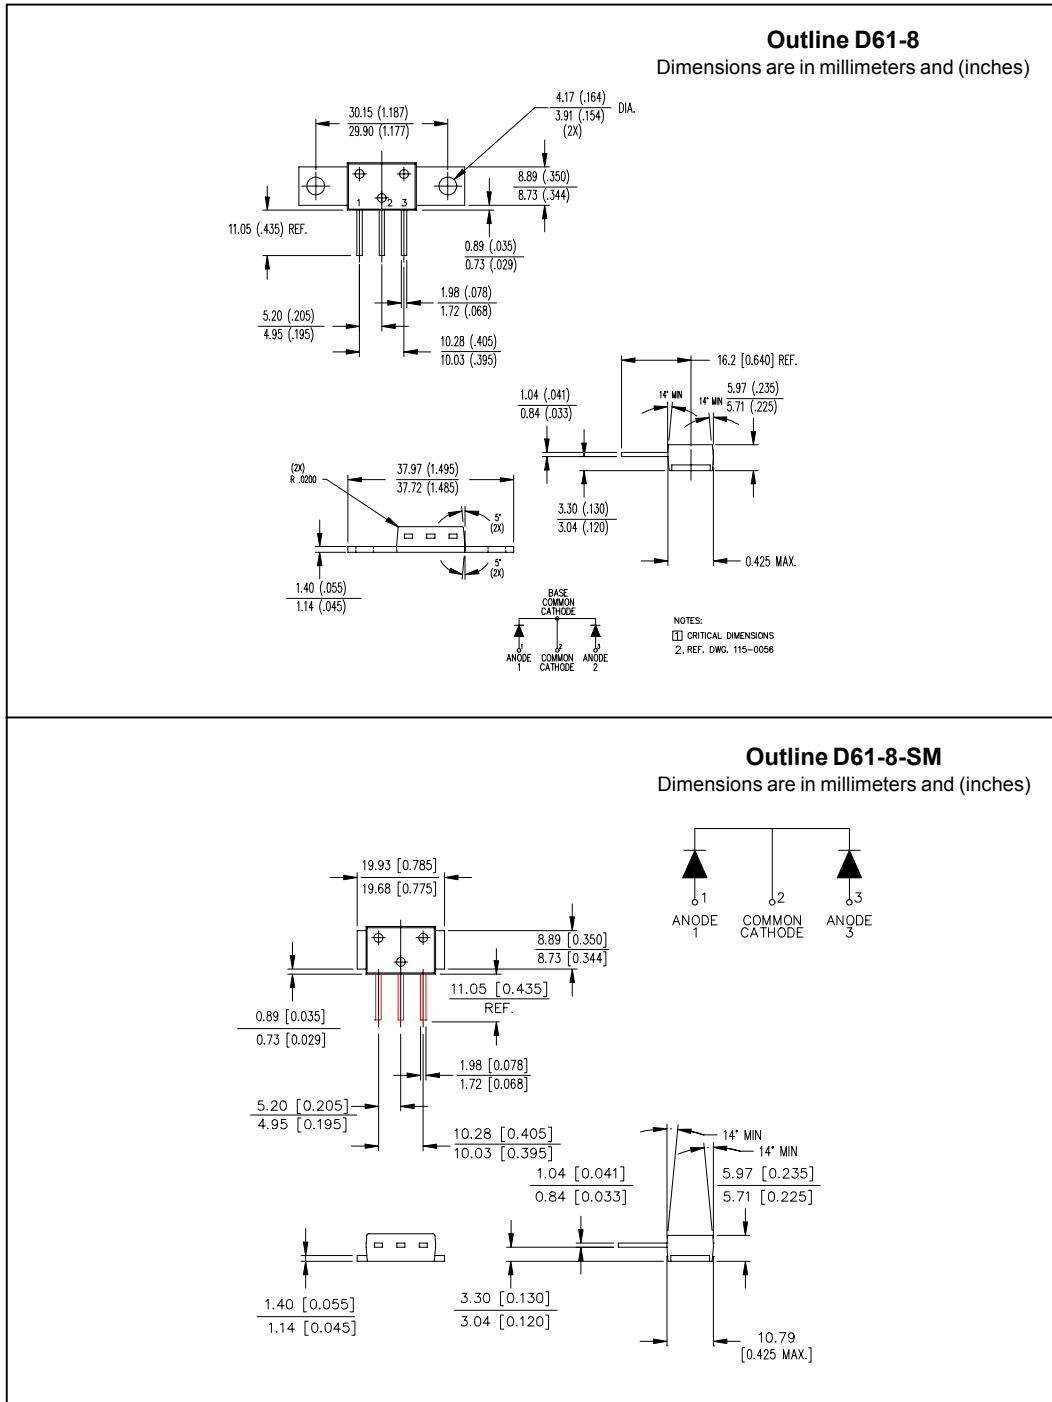 Outline D61-8
Dimensions are in millimeters and (inches)
4.17 (.164)
3.91 (.154)
DIA.
(2X)
30.15 (1.187)
29.90 (1.177)
8.89 (.350)
8.73 (.344)
1 2 3
11.05 (.435) REF.
0.89 (.035)
0.73 (.029)
1.98 (.078)
1.72 (.068)
5.20 (.205)
4.95 (.195)
10.28 (.405)
10.03 (.395)
16.2 [0.640] REF.
1.04 (.041)
0.84 (.033)
14° MIN
14° MIN
5.97 (.235)
5.71 (.225)
(2X)
R .0200
37.97 (1.495)
37.72 (1.485)
5°
(2X)
3.30 (.130)
3.04 (.120)
0.425 MAX.
5°
(2X)
1.40 (.055)
1.14 (.045)
BASE
COMMON
CATHODE
1 2 3
ANODE COMMON ANODE
1 CATHODE 2
NOTES:
1 CRITICAL DIMENSIONS
2. REF. DWG. 115-0056
Outline D61-8-SM
Dimensions are in millimeters and (inches)
19.93 [0.785]
19.68 [0.775]
1 2 3
ANODE COMMON ANODE
1 CATHODE 3
8.89 [0.350]
8.73 [0.344]
11.05 [0.435]
REF.
0.89 [0.035]
0.73 [0.029]
1.98 [0.078]
1.72 [0.068]
5.20 [0.205]
4.95 [0.195]
10.28 [0.405]
10.03 [0.395]
14° MIN
14° MIN
1.04 [0.041]
0.84 [0.033]
5.97 [0.235]
5.71 [0.225]
1.40 [0.055]
1.14 [0.045]
3.30 [0.130]
3.04 [0.120]
10.79
[0.425 MAX.]